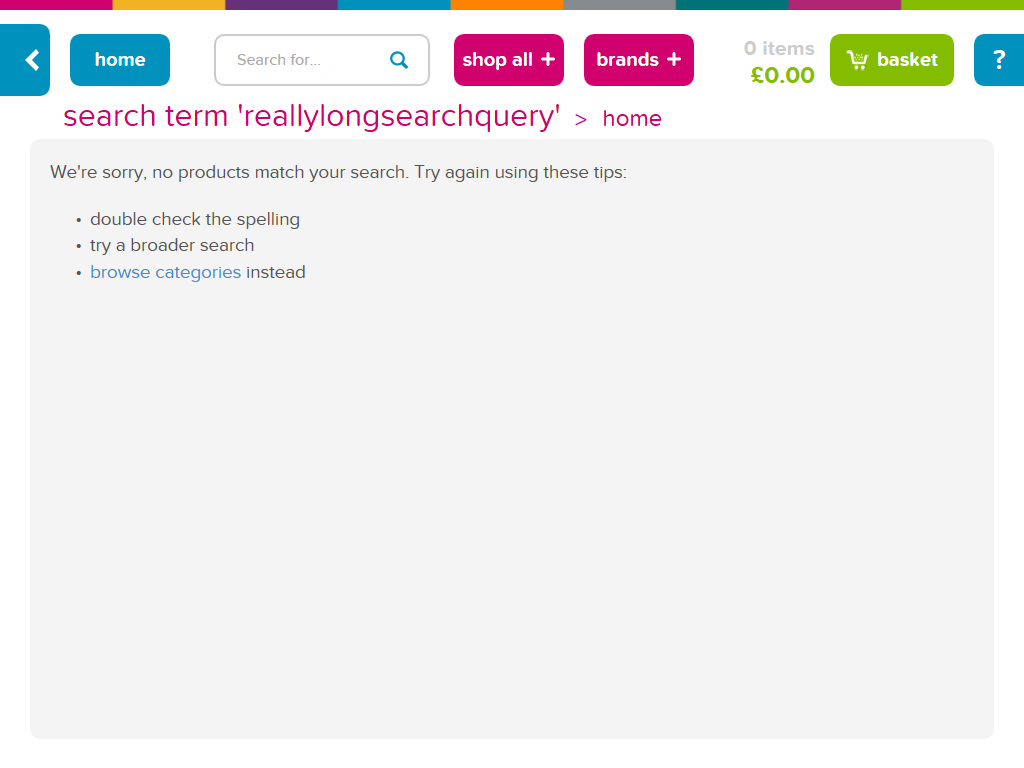 home
Search for...
shop all +
brands +
0 items
£0.00
basket
?
search term 'reallylongsearchquery' > home
We're sorry, no products match your search. Try again using these tips:
• double check the spelling
• try a broader search
• browse categories instead